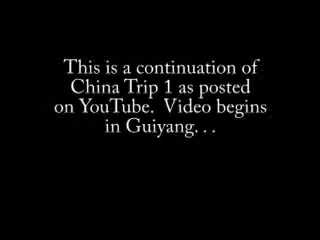 This is a continuation of
China Trip 1 as posted
on YouTube.  Video begins
in Guiyang. . .